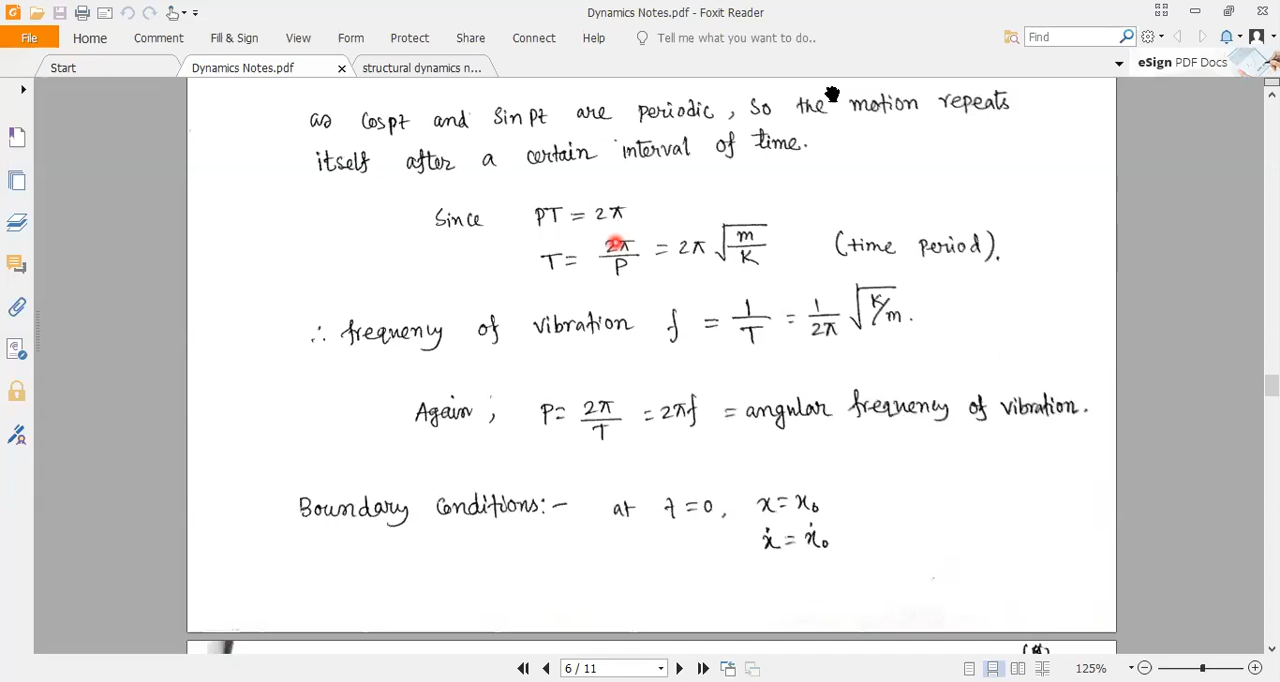 Dynamics Notes.pdf - Foxit Reader
File Home Comment Fill & Sign View Form Protect Share Connect Help Tell me what you want to do.. Find
Start Dynamics Notes.pdf structural dynamics n... eSign PDF Docs
as Cospt and Sinpt are periodic, So the motion repeats
itself after a certain interval of time.
Since PT = 2π
T = 2π/P = 2π √(m/K) (time period).
∴ frequency of vibration f = 1/T = 1/2π √(K/m).
Again; P = 2π/T = 2πf = angular frequency of vibration.
Boundary Conditions:- at t=0, x = x₀
ẋ = ẋ₀
6 / 11 125%